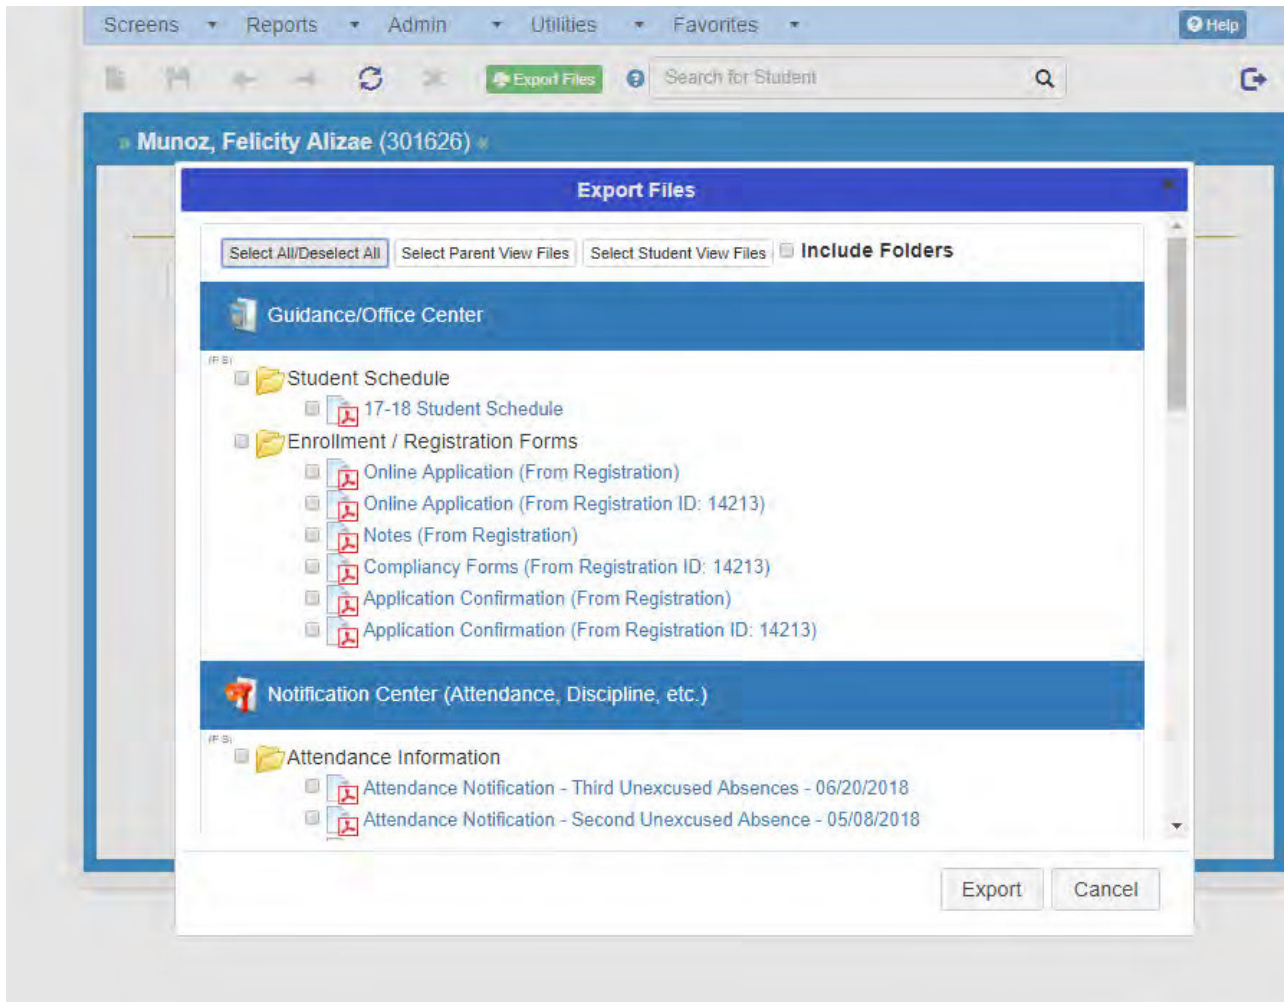 Screens Reports Admin Utilities Favorites Help
Export Files Search for Student
» Munoz, Felicity Alizae (301626) «
Export Files
Select All/Deselect All Select Parent View Files Select Student View Files Include Folders
Guidance/Office Center
Student Schedule
17-18 Student Schedule
Enrollment / Registration Forms
Online Application (From Registration)
Online Application (From Registration ID: 14213)
Notes (From Registration)
Compliancy Forms (From Registration ID: 14213)
Application Confirmation (From Registration)
Application Confirmation (From Registration ID: 14213)
Notification Center (Attendance, Discipline, etc.)
Attendance Information
Attendance Notification - Third Unexcused Absences - 06/20/2018
Attendance Notification - Second Unexcused Absence - 05/08/2018
Export Cancel